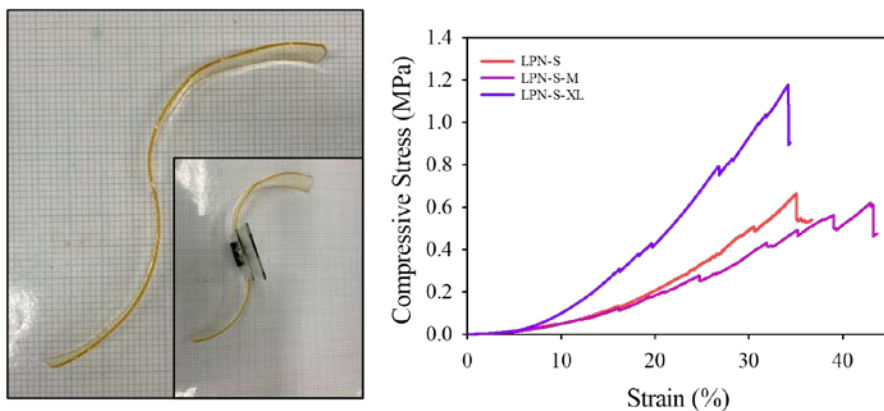 1.4
1.2
1.0
0.8
0.6
0.4
0.2
0.0
Compressive Stress (MPa)
LPN-S
LPN-S-M
LPN-S-XL
0 10 20 30 40
Strain (%)